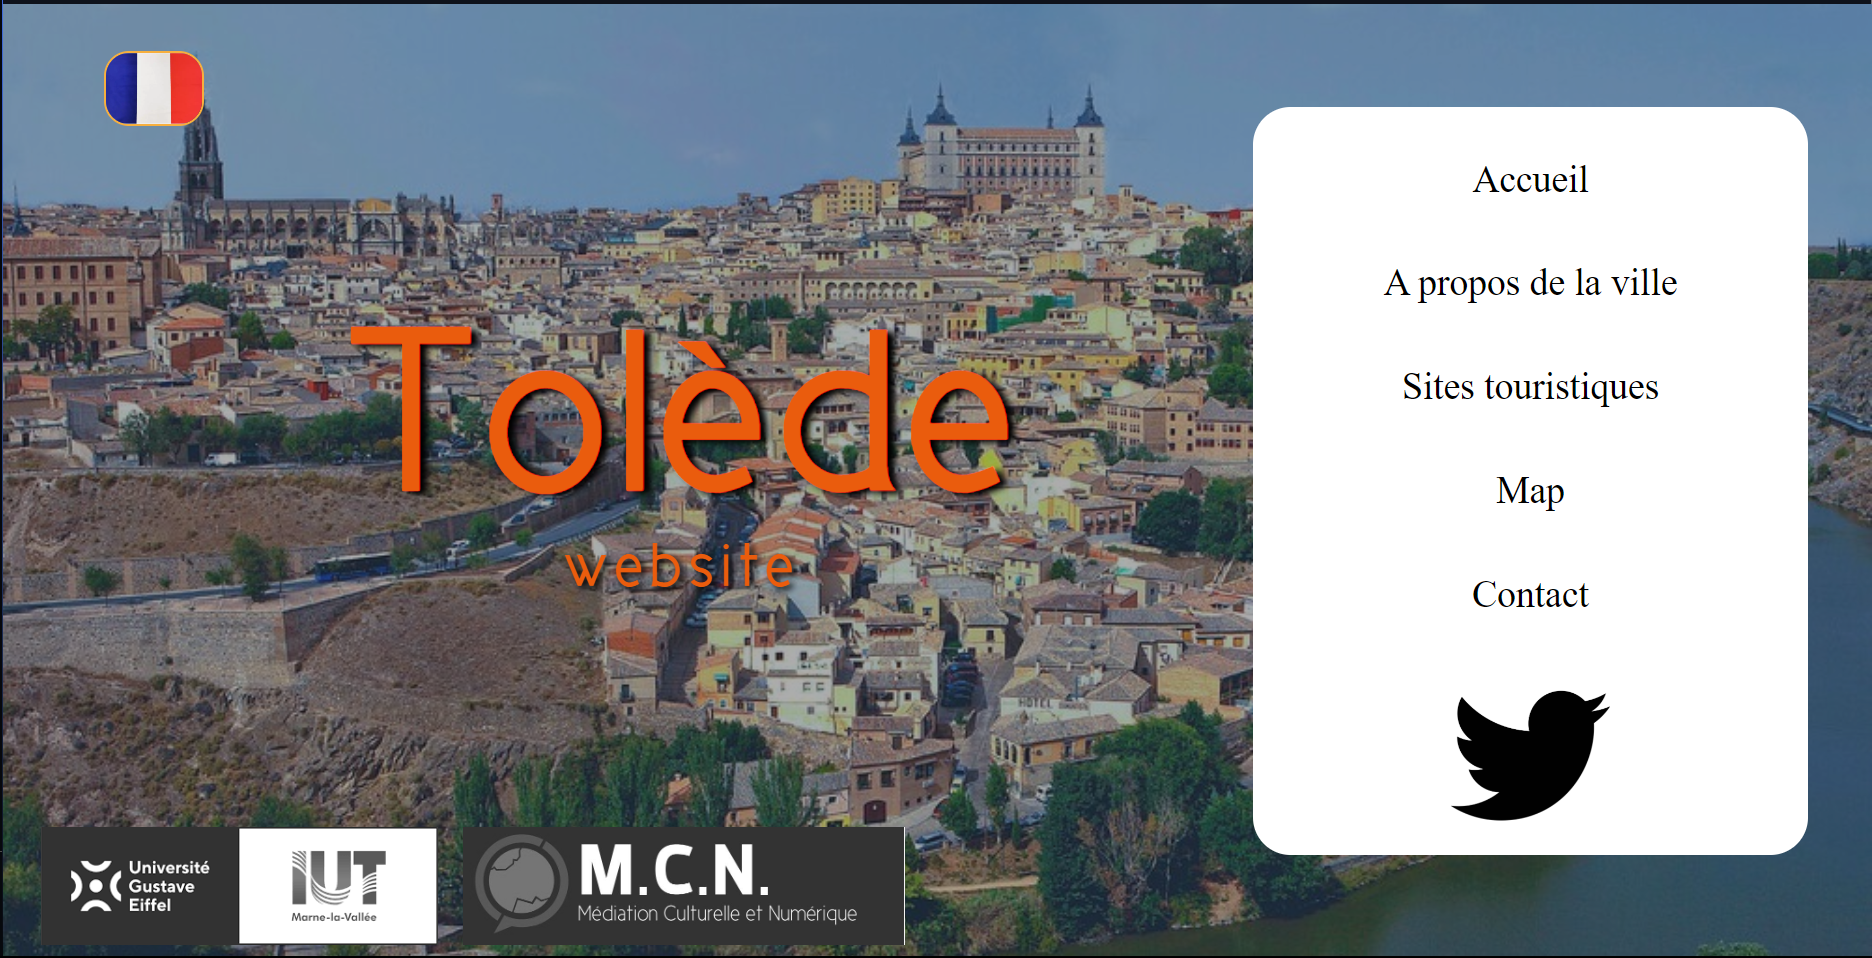 Accueil
A propos de la ville
Sites touristiques
Map
Contact
Tolède
website
HOTEL
Université
Gustave
Eiffel
IUT
Marne-la-Vallée
M.C.N.
Médiation Culturelle et Numérique